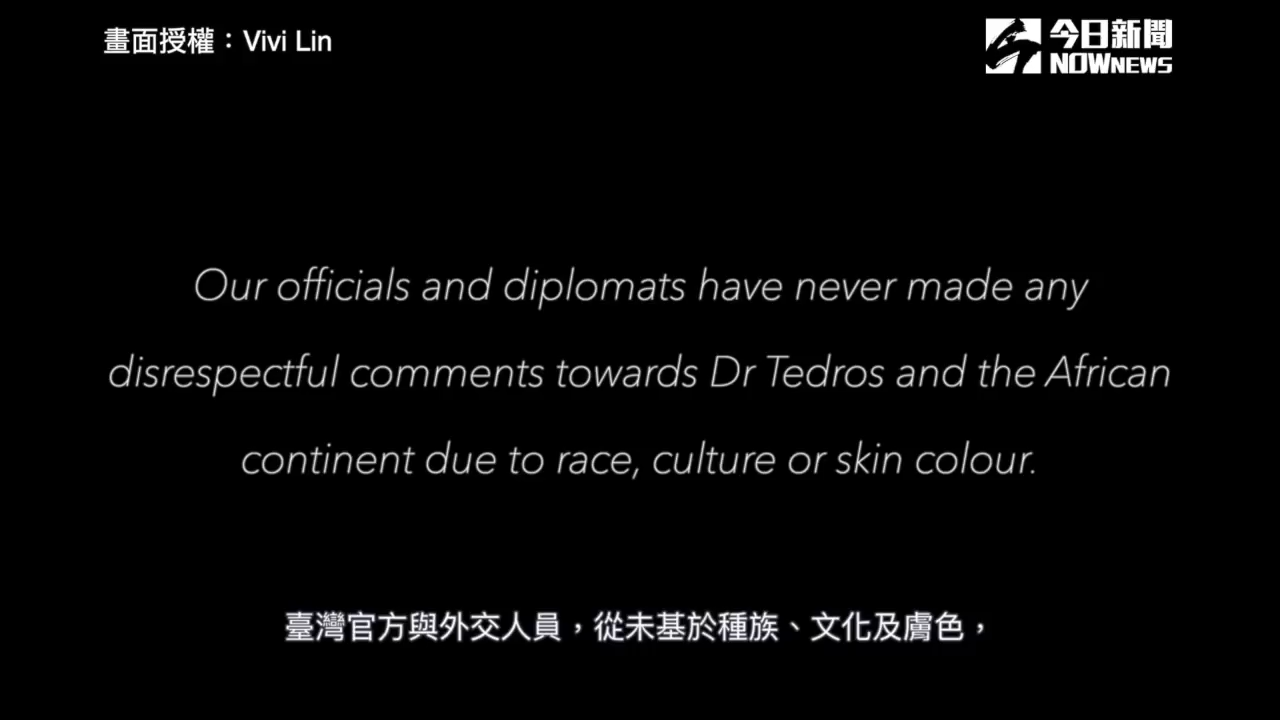 畫面授權：Vivi Lin
今日新聞
NOWNEWS
Our officials and diplomats have never made any
disrespectful comments towards Dr Tedros and the African
continent due to race, culture or skin colour.
臺灣官方與外交人員，從未基於種族、文化及膚色，